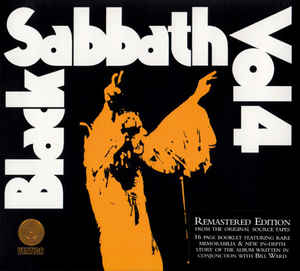 Black
Sabbath
Vol 4
REMASTERED EDITION
FROM THE ORIGINAL SOURCE TAPES
16 PAGE BOOKLET FEATURING RARE
MEMORABILIA & NEW IN-DEPTH
STORY OF THE ALBUM WRITTEN IN
CONJUNCTION WITH BILL WARD